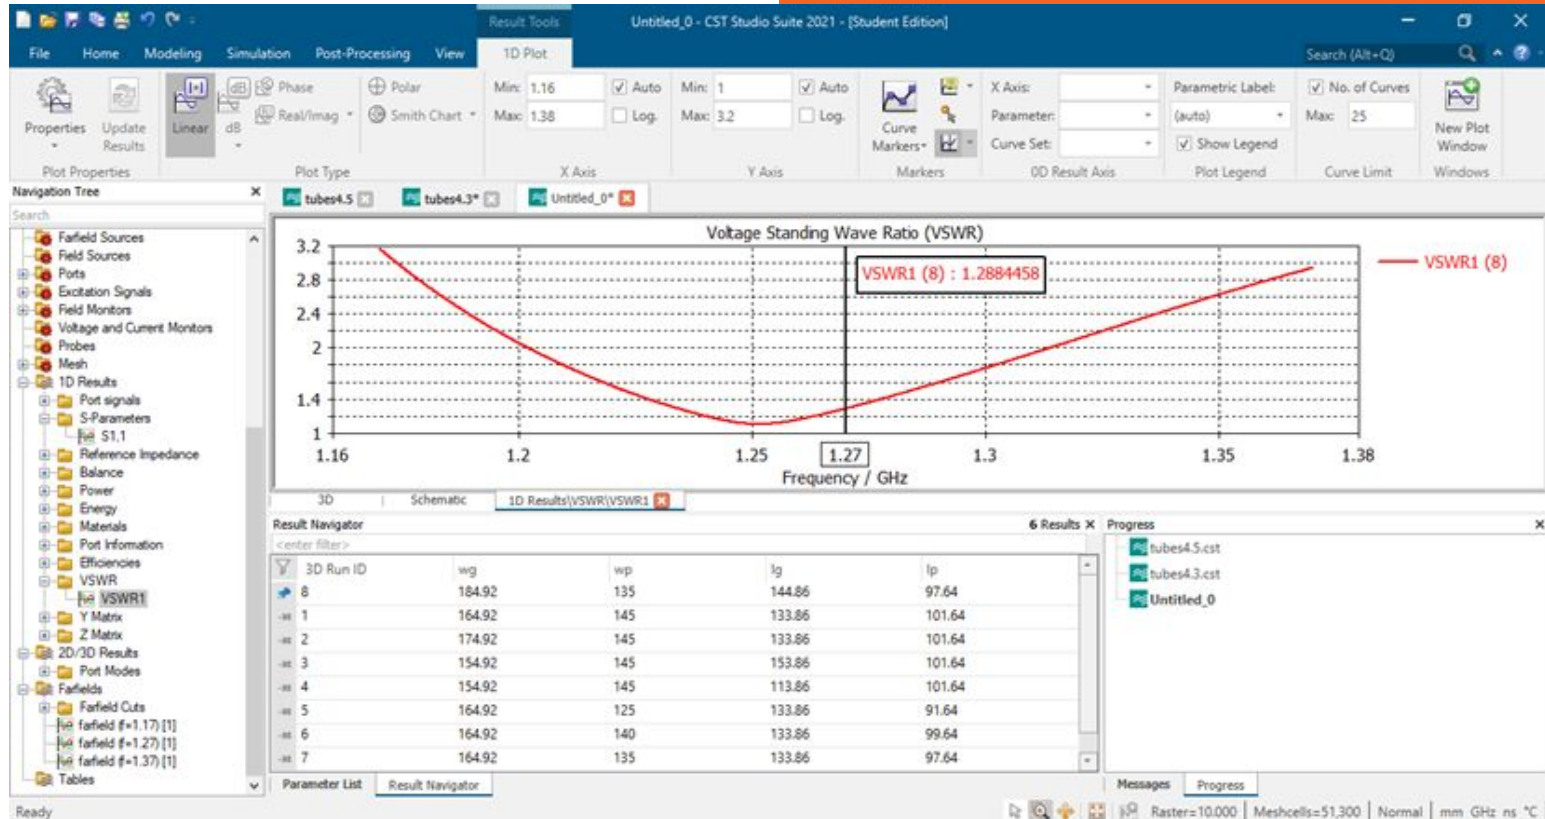 Result Tools Untitled_0 - CST Studio Suite 2021 - [Student Edition]
File Home Modeling Simulation Post-Processing View 1D Plot Search (Alt+Q)
Properties Update Results Linear dB Phase Real/Imag Polar Smith Chart
Min: 1.16 Auto Max: 1.38 Log.
Min: 1 Auto Max: 3.2 Log.
Curve Markers
X Axis: Parameter: Curve Set:
Parametric Label: (auto) Show Legend
No. of Curves Max: 25
New Plot Window
Plot Properties Plot Type X Axis Y Axis Markers 0D Result Axis Plot Legend Curve Limit Windows
Navigation Tree
Search
Farfield Sources
Field Sources
Ports
Excitation Signals
Field Monitors
Voltage and Current Monitors
Probes
Mesh
1D Results
Port signals
S-Parameters
S1,1
Reference Impedance
Balance
Power
Energy
Materials
Port Information
Efficiencies
VSWR
VSWR1
Y Matrix
Z Matrix
2D/3D Results
Port Modes
Farfields
Farfield Cuts
farfield (f=1.17) [1]
farfield (f=1.27) [1]
farfield (f=1.37) [1]
Tables
tubes4.5 tubes4.3* Untitled_0*
Voltage Standing Wave Ratio (VSWR)
3.2
2.8
2.4
2
1.4
1
VSWR1 (8) : 1.2884458
VSWR1 (8)
1.16 1.2 1.25 1.27 1.3 1.35 1.38
Frequency / GHz
3D Schematic 1D Results\VSWR\VSWR1
Result Navigator 6 Results
<enter filter>
3D Run ID wg wp lg lp
8 184.92 135 144.86 97.64
1 164.92 145 133.86 101.64
2 174.92 145 133.86 101.64
3 154.92 145 153.86 101.64
4 154.92 145 113.86 101.64
5 164.92 125 133.86 91.64
6 164.92 140 133.86 99.64
7 164.92 135 133.86 97.64
Parameter List Result Navigator
Progress
tubes4.5.cst
tubes4.3.cst
Untitled_0
Messages Progress
Ready Raster=10.000 Meshcells=51,300 Normal mm GHz ns °C